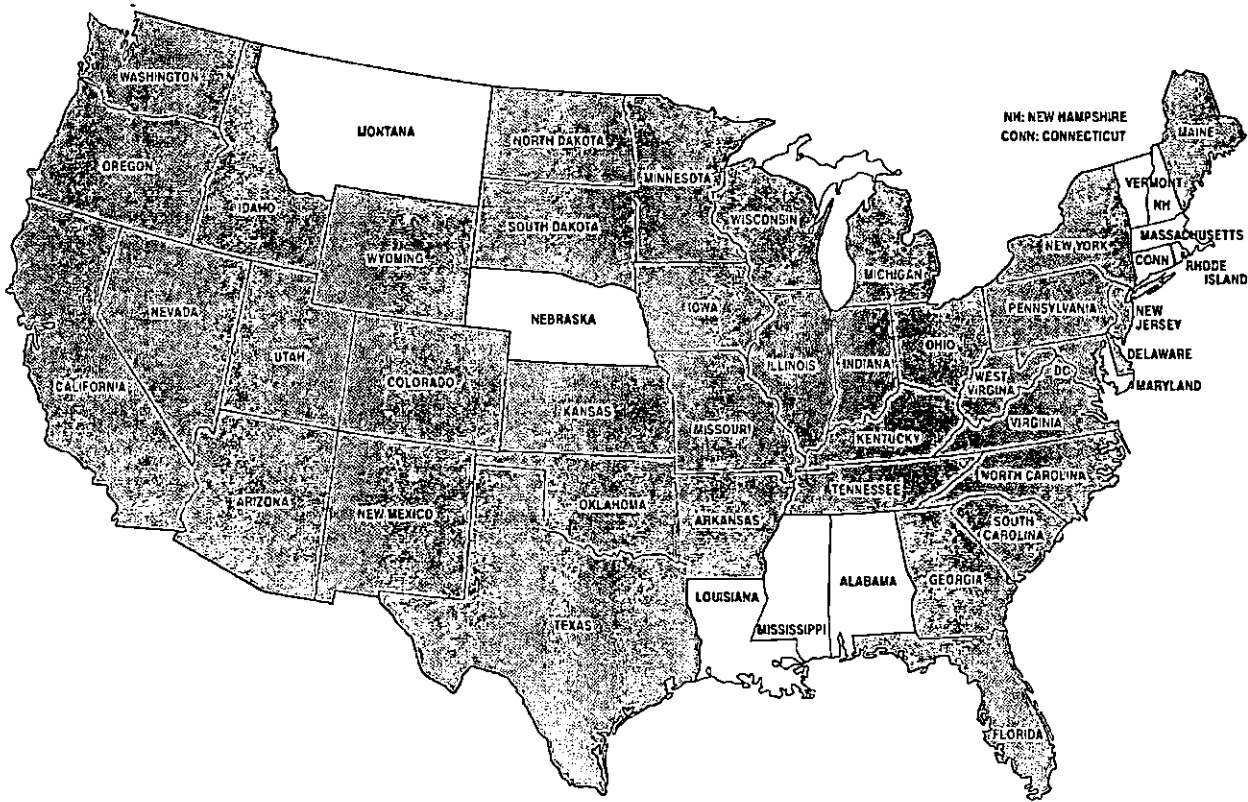 WASHINGTON
MONTANA
NORTH DAKOTA
MINNESOTA
NH: NEW HAMPSHIRE
CONN: CONNECTICUT
MAINE
OREGON
IDAHO
WYOMING
SOUTH DAKOTA
WISCONSIN
MICHIGAN
VERMONT
NH
NEW YORK
MASSACHUSETTS
CONN
RHODE
ISLAND
NEVADA
UTAH
COLORADO
NEBRASKA
IOWA
ILLINOIS
INDIANA
OHIO
PENNSYLVANIA
NEW
JERSEY
DELAWARE
MARYLAND
DC
WEST
VIRGINA
VIRGINIA
CALIFORNIA
KANSAS
MISSOURI
KENTUCKY
ARIZONA
NEW MEXICO
OKLAHOMA
ARKANSAS
TENNESSEE
NORTH CAROLINA
SOUTH
CAROLINA
TEXAS
LOUISIANA
MISSISSIPPI
ALABAMA
GEORGIA
FLORIDA